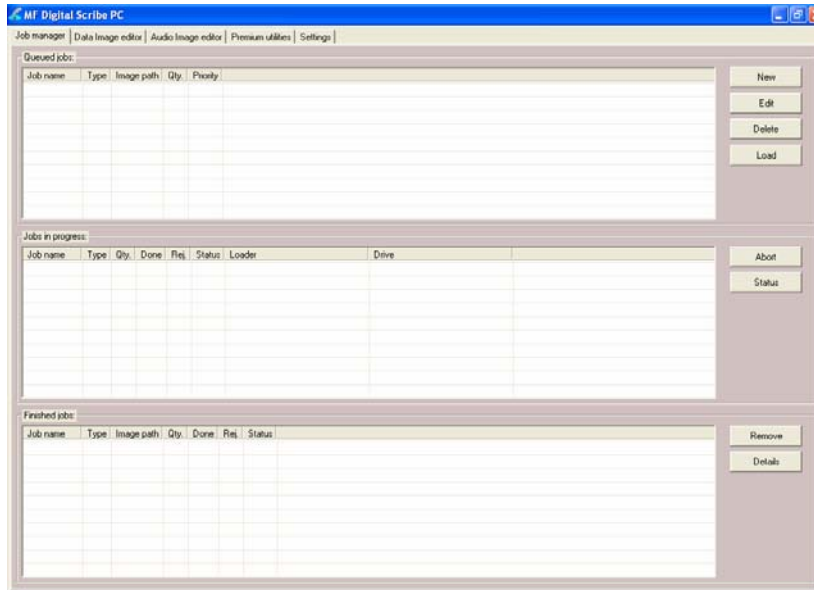 MF Digital Scribe PC
Job manager Data Image editor Audio Image editor Premium utilities Settings
Queued jobs:
Job name Type Image path Qty. Priority
New
Edit
Delete
Load
Jobs in progress:
Job name Type Qty. Done Rej. Status Loader Drive
Abort
Status
Finished jobs:
Job name Type Image path Qty. Done Rej. Status
Remove
Details